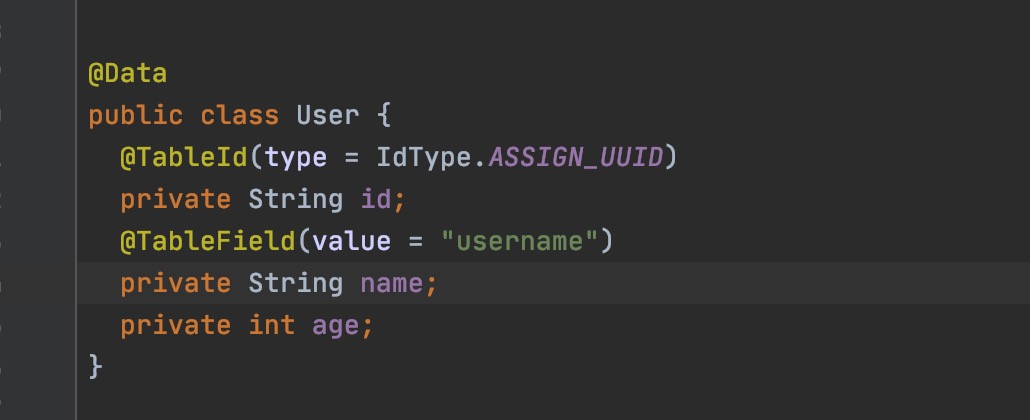 @Data
public class User {
  @TableId(type = IdType.ASSIGN_UUID)
  private String id;
  @TableField(value = "username")
  private String name;
  private int age;
}